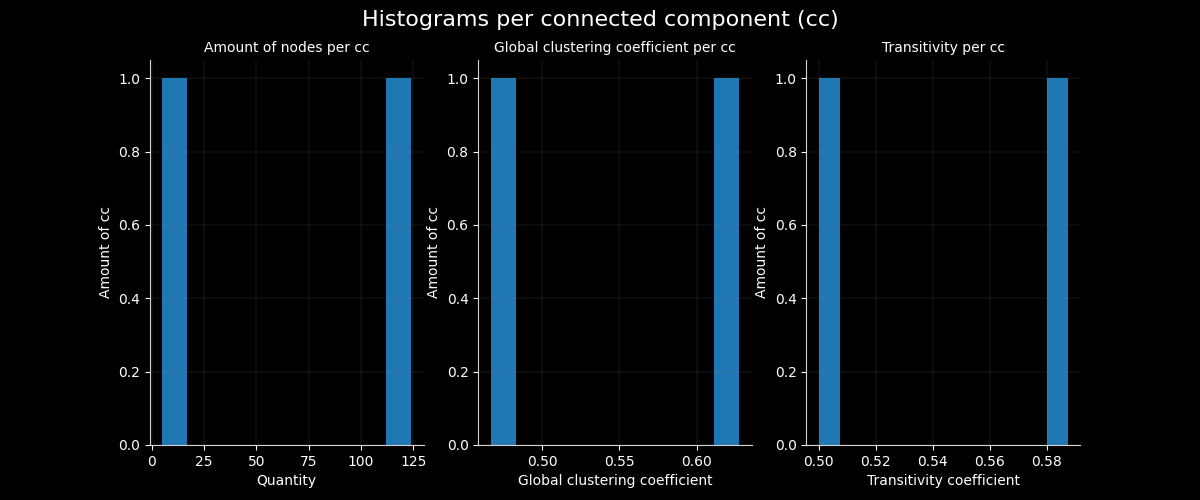 Histograms per connected component (cc)
Amount of nodes per cc
Global clustering coefficient per cc
Transitivity per cc
Amount of cc
1.0
0.8
0.6
0.4
0.2
0.0
0 25 50 75 100 125
Quantity
Amount of cc
1.0
0.8
0.6
0.4
0.2
0.0
0.50 0.55 0.60
Global clustering coefficient
Amount of cc
1.0
0.8
0.6
0.4
0.2
0.0
0.50 0.52 0.54 0.56 0.58
Transitivity coefficient